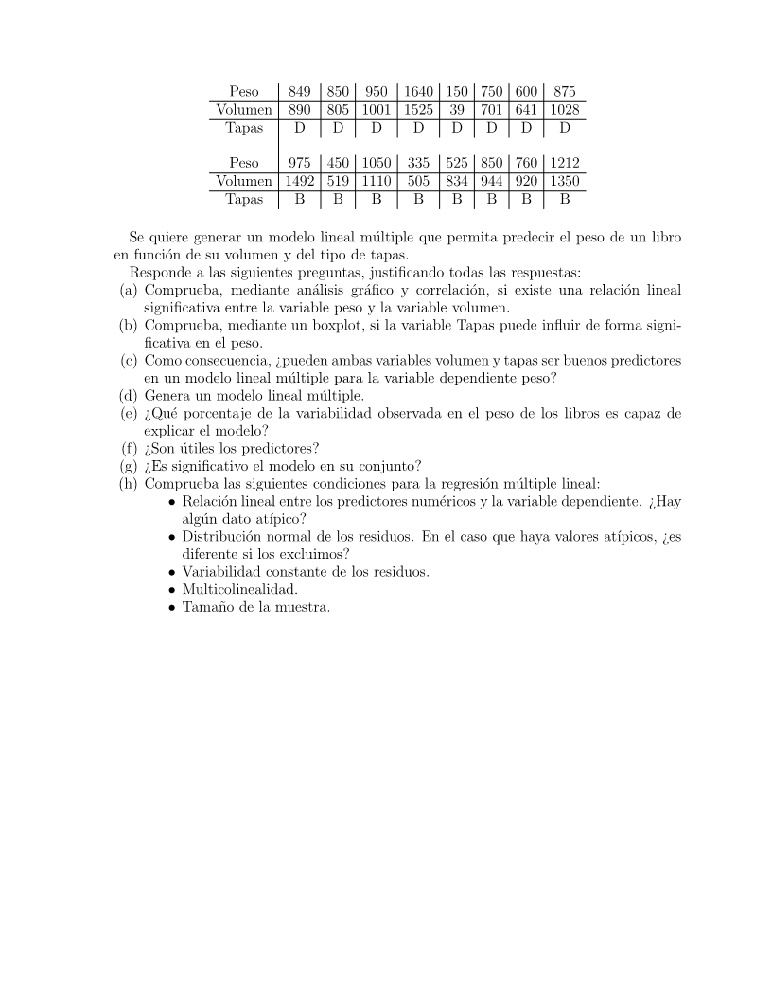 Peso 849 850 950 1640 150 750 600 875
Volumen 890 805 1001 1525 39 701 641 1028
Tapas D D D D D D D D
Peso 975 450 1050 335 525 850 760 1212
Volumen 1492 519 1110 505 834 944 920 1350
Tapas B B B B B B B B
Se quiere generar un modelo lineal múltiple que permita predecir el peso de un libro
en función de su volumen y del tipo de tapas.
Responde a las siguientes preguntas, justificando todas las respuestas:
(a) Comprueba, mediante análisis gráfico y correlación, si existe una relación lineal
significativa entre la variable peso y la variable volumen.
(b) Comprueba, mediante un boxplot, si la variable Tapas puede influir de forma signi-
ficativa en el peso.
(c) Como consecuencia, ¿pueden ambas variables volumen y tapas ser buenos predictores
en un modelo lineal múltiple para la variable dependiente peso?
(d) Genera un modelo lineal múltiple.
(e) ¿Qué porcentaje de la variabilidad observada en el peso de los libros es capaz de
explicar el modelo?
(f) ¿Son útiles los predictores?
(g) ¿Es significativo el modelo en su conjunto?
(h) Comprueba las siguientes condiciones para la regresión múltiple lineal:
• Relación lineal entre los predictores numéricos y la variable dependiente. ¿Hay
algún dato atípico?
• Distribución normal de los residuos. En el caso que haya valores atípicos, ¿es
diferente si los excluimos?
• Variabilidad constante de los residuos.
• Multicolinealidad.
• Tamaño de la muestra.